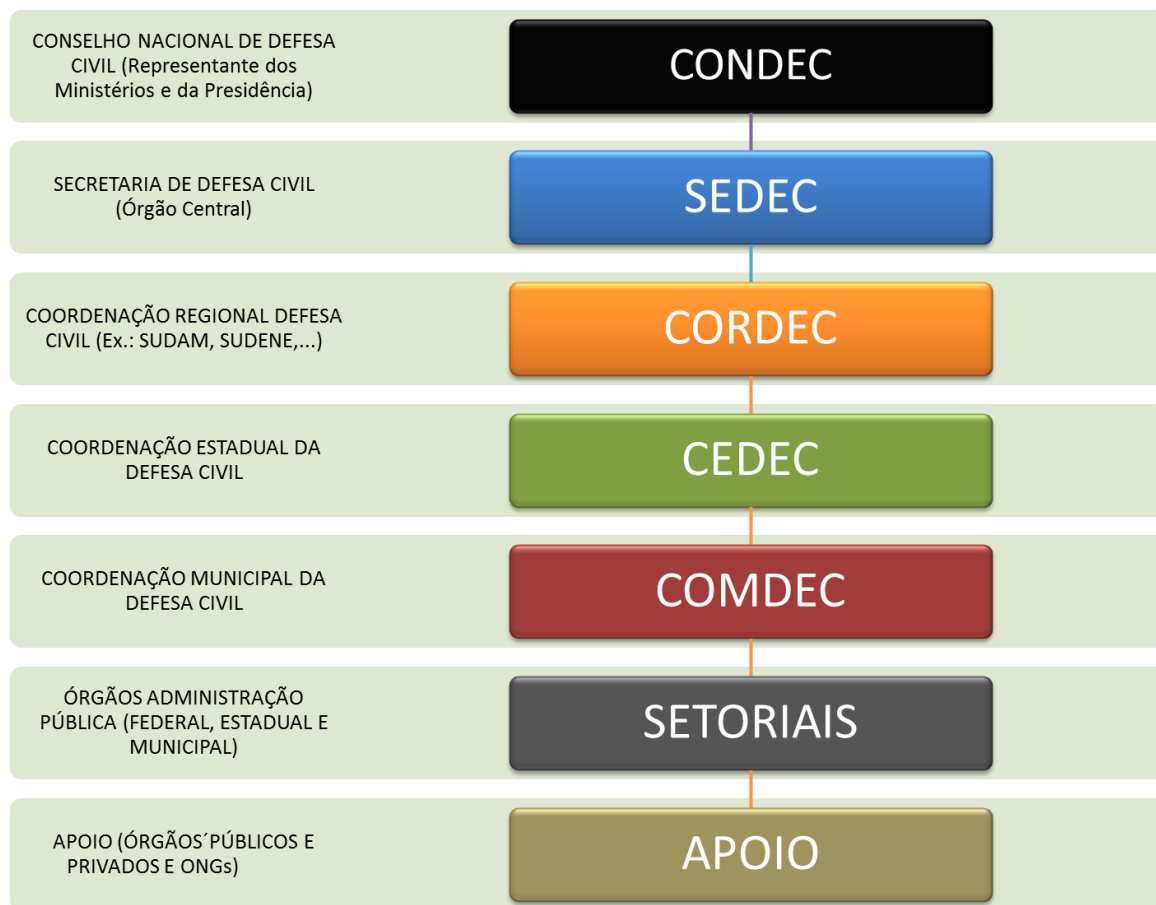 CONSELHO NACIONAL DE DEFESA
CIVIL (Representante dos
Ministérios e da Presidência)
CONDEC
SECRETARIA DE DEFESA CIVIL
(Órgão Central)
SEDEC
COORDENAÇÃO REGIONAL DEFESA
CIVIL (Ex.: SUDAM, SUDENE,...)
CORDEC
COORDENAÇÃO ESTADUAL DA
DEFESA CIVIL
CEDEC
COORDENAÇÃO MUNICIPAL DA
DEFESA CIVIL
COMDEC
ÓRGÃOS ADMINISTRAÇÃO
PÚBLICA (FEDERAL, ESTADUAL E
MUNICIPAL)
SETORIAIS
APOIO (ÓRGÃOS´PÚBLICOS E
PRIVADOS E ONGs)
APOIO